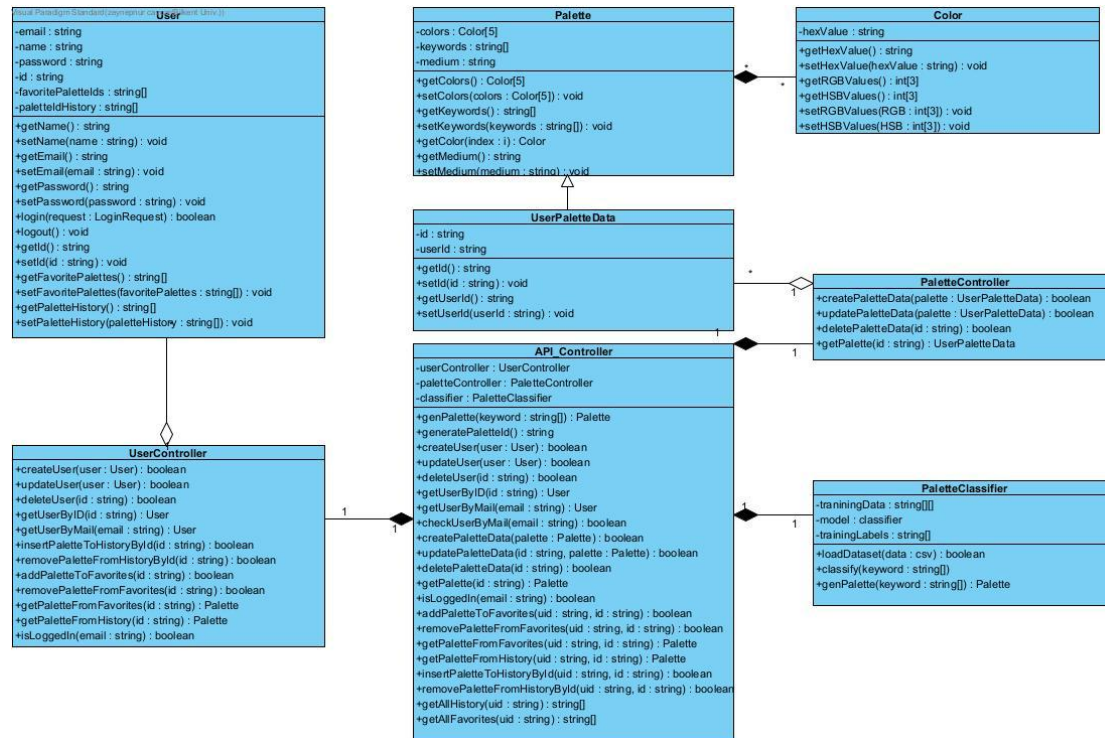 Visual Paradigm Standard(zeynepnur Bilkent Univ.))
User
-email : string
-name : string
-password : string
-id : string
-favoritePaletteIds : string[]
-paletteIdHistory : string[]
+getName() : string
+setName(name : string) : void
+getEmail() : string
+setEmail(email : string) : void
+getPassword() : string
+setPassword(password : string) : void
+login(request : LoginRequest) : boolean
+logout() : void
+getId() : string
+setId(id : string) : void
+getFavoritePalettes() : string[]
+setFavoritePalettes(favoritePalettes : string[]) : void
+getPaletteHistory() : string[]
+setPaletteHistory(paletteHistory : string[]) : void
*
Palette
-colors : Color[5]
-keywords : string[]
-medium : string
+getColors() : Color[5]
+setColors(colors : Color[5]) : void
+getKeywords() : string[]
+setKeywords(keywords : string[]) : void
+getColor(index : i) : Color
+getMedium() : string
+setMedium(medium : string) : void
*
*
Color
-hexValue : string
+getHexValue() : string
+setHexValue(hexValue : string) : void
+getRGBValues() : int[3]
+getHSBValues() : int[3]
+setRGBValues(RGB : int[3]) : void
+setHSBValues(HSB : int[3]) : void
UserPaletteData
-id : string
-userId : string
+getId() : string
+setId(id : string) : void
+getUserId() : string
+setUserId(userId : string) : void
*
1
PaletteController
+createPaletteData(palette : UserPaletteData) : boolean
+updatePaletteData(palette : UserPaletteData) : boolean
+deletePaletteData(id : string) : boolean
+getPalette(id : string) : UserPaletteData
1
1
UserController
+createUser(user : User) : boolean
+updateUser(user : User) : boolean
+deleteUser(id : string) : boolean
+getUserByID(id : string) : User
+getUserByMail(email : string) : User
+insertPaletteToHistoryById(id : string) : boolean
+removePaletteFromHistoryById(id : string) : boolean
+addPaletteToFavorites(id : string) : boolean
+removePaletteFromFavorites(id : string) : boolean
+getPaletteFromFavorites(id : string) : Palette
+getPaletteFromHistory(id : string) : Palette
+isLoggedIn(email : string) : boolean
1
1
API_Controller
-userController : UserController
-paletteController : PaletteController
-classifier : PaletteClassifier
+genPalette(keyword : string[]) : Palette
+generatePaletteId() : string
+createUser(user : User) : boolean
+updateUser(user : User) : boolean
+deleteUser(id : string) : boolean
+getUserByID(id : string) : User
+getUserByMail(email : string) : User
+checkUserByMail(email : string) : boolean
+createPaletteData(palette : Palette) : boolean
+updatePaletteData(id : string, palette : Palette) : boolean
+deletePaletteData(id : string) : boolean
+getPalette(id : string) : Palette
+isLoggedIn(email : string) : boolean
+addPaletteToFavorites(uid : string, id : string) : boolean
+removePaletteFromFavorites(uid : string, id : string) : boolean
+getPaletteFromFavorites(uid : string, id : string) : Palette
+getPaletteFromHistory(uid : string, id : string) : Palette
+insertPaletteToHistoryById(uid : string, id : string) : boolean
+removePaletteFromHistoryById(uid : string, id : string) : boolean
+getAllHistory(uid : string) : string[]
+getAllFavorites(uid : string) : string[]
1
1
PaletteClassifier
-traniningData : string[][]
-model : classifier
-trainingLabels : string[]
+loadDataset(data : csv) : boolean
+classify(keyword : string[])
+genPalette(keyword : string[]) : Palette